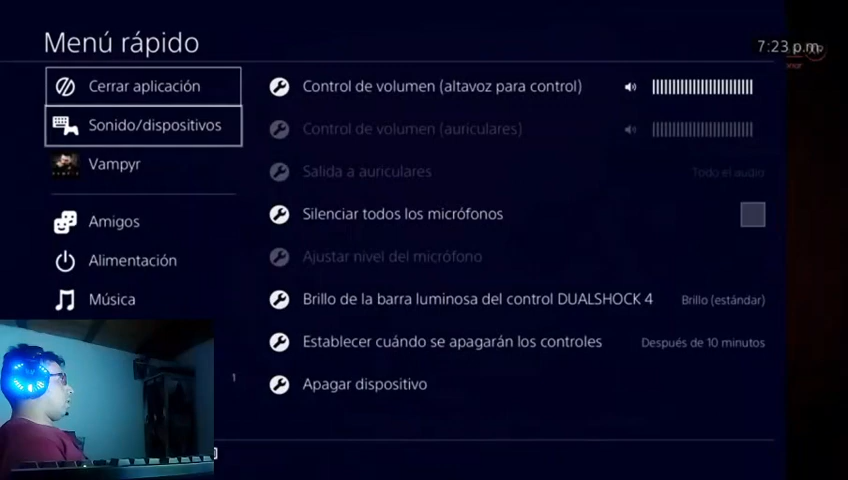 Menú rápido
7:23 p.m.
Cerrar aplicación
Sonido/dispositivos
Vampyr
Amigos
Alimentación
Música
Control de volumen (altavoz para control)
Control de volumen (auriculares)
Salida a auriculares
Todo el audio
Silenciar todos los micrófonos
Ajustar nivel del micrófono
Brillo de la barra luminosa del control DUALSHOCK 4
Brillo (estándar)
Establecer cuándo se apagarán los controles
Después de 10 minutos
Apagar dispositivo
1